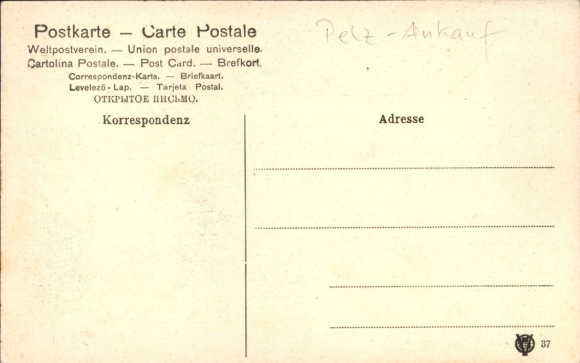 Postkarte — Carte Postale
Weltpostverein. — Union postale universelle.
Cartolina Postale. — Post Card. — Brefkort.
Correspondenz-Karte. — Briefkaart.
Levelező-Lap. — Tarjeta Postal.
ОТКРЫТОЕ ПИСЬМО.
Pelz-Ankauf
Korrespondenz
Adresse
37